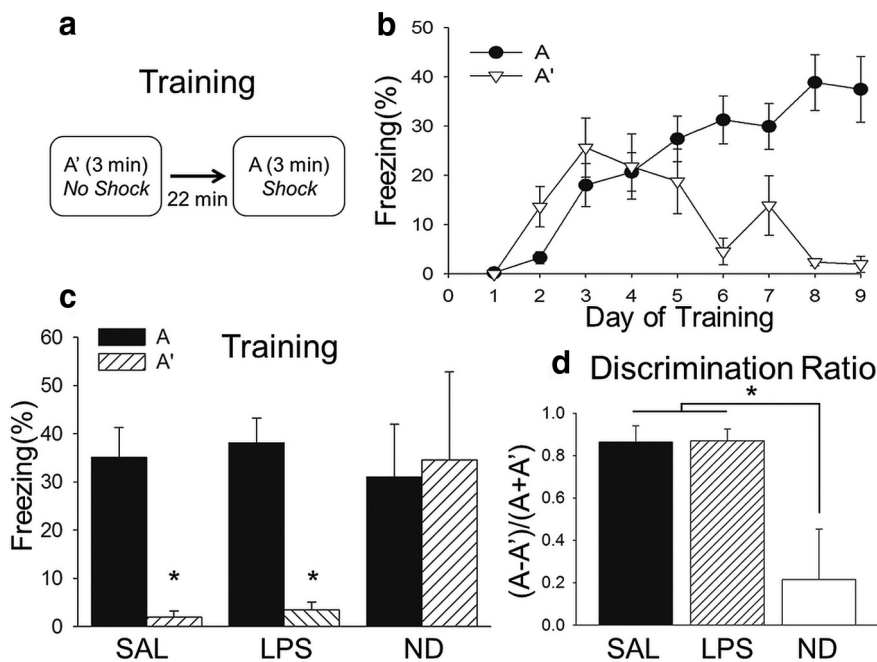 a
Training
A' (3 min)
No Shock
22 min
A (3 min)
Shock
b
A
A'
Freezing(%)
50
40
30
20
10
0
0 1 2 3 4 5 6 7 8 9
Day of Training
c
A
A'
Training
Freezing(%)
60
50
40
30
20
10
0
*
*
SAL LPS ND
d Discrimination Ratio
*
(A-A')/(A+A')
1.0
0.8
0.6
0.4
0.2
0.0
SAL LPS ND